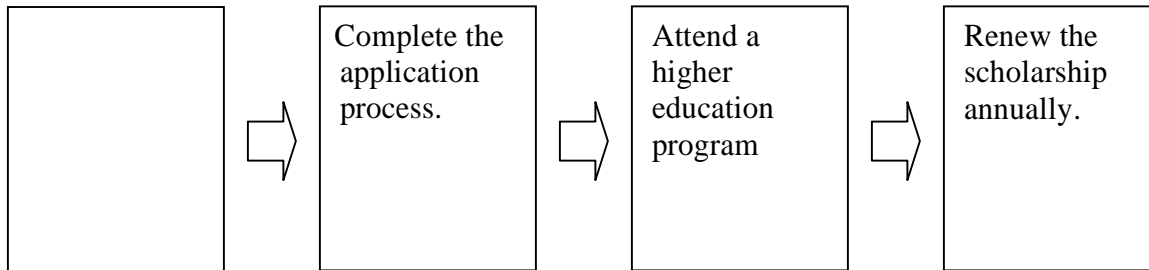 Complete the
application
process.
Attend a
higher
education
program
Renew the
scholarship
annually.